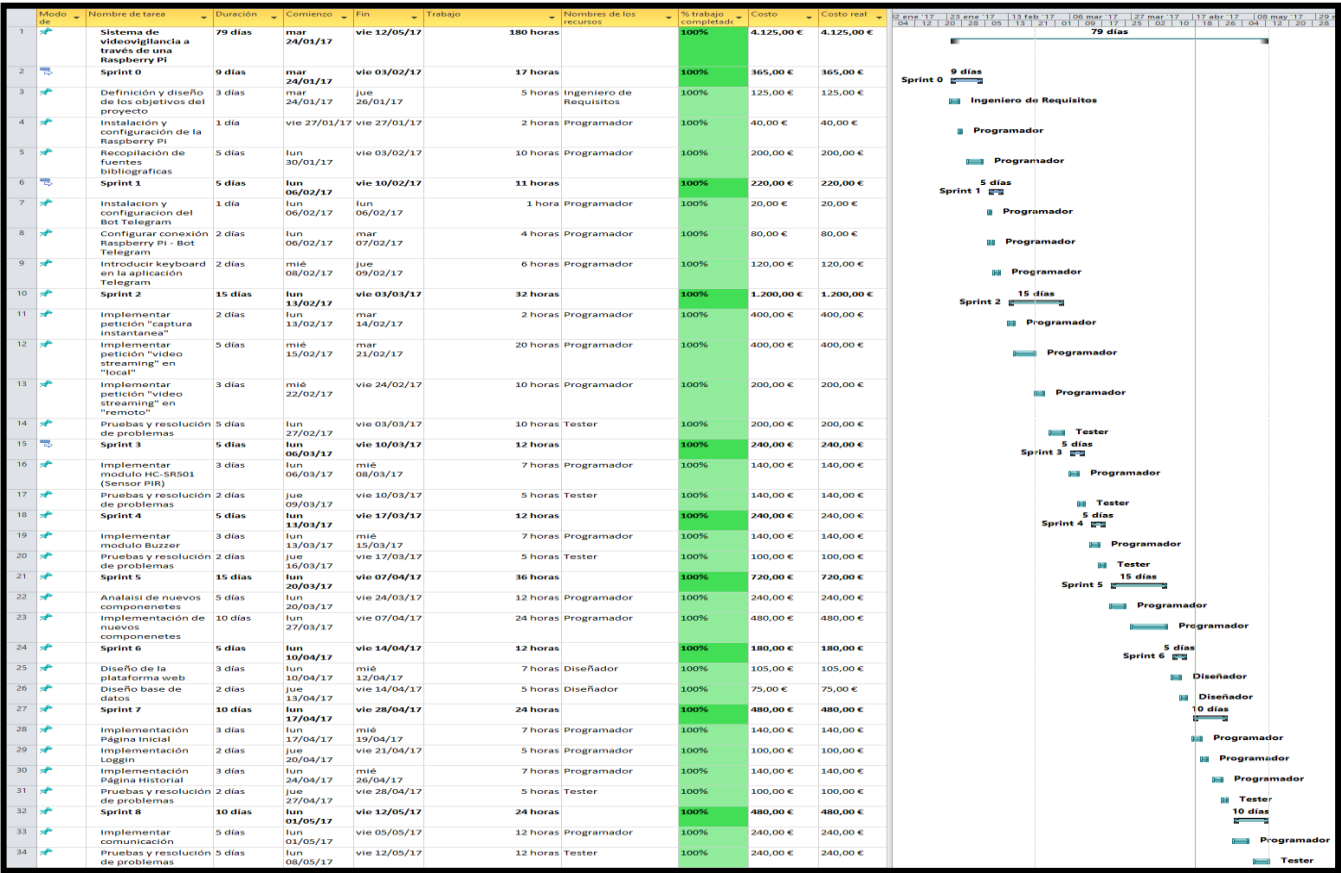 Modo de Nombre de tarea Duración Comienzo Fin Trabajo Nombres de los recursos % trabajo completado Costo Costo real
2 ene '17 23 ene '17 13 feb '17 06 mar '17 27 mar '17 17 abr '17 08 may '17 29
04 12 20 28 05 13 21 01 09 17 25 02 10 18 26 04 12 20 28
1 Sistema de videovigilancia a través de una Raspberry Pi 79 días mar 24/01/17 vie 12/05/17 180 horas 100% 4.125,00 € 4.125,00 € 79 días
2 Sprint 0 9 días mar 24/01/17 vie 03/02/17 17 horas 100% 365,00 € 365,00 € Sprint 0 9 días
3 Definición y diseño de los objetivos del proyecto 3 días mar 24/01/17 jue 26/01/17 5 horas Ingeniero de Requisitos 100% 125,00 € 125,00 € Ingeniero de Requisitos
4 Instalación y configuración de la Raspberry Pi 1 día vie 27/01/17 vie 27/01/17 2 horas Programador 100% 40,00 € 40,00 € Programador
5 Recopilación de fuentes bibliograficas 5 días lun 30/01/17 vie 03/02/17 10 horas Programador 100% 200,00 € 200,00 € Programador
6 Sprint 1 5 días lun 06/02/17 vie 10/02/17 11 horas 100% 220,00 € 220,00 € Sprint 1 5 días
7 Instalacion y configuracion del Bot Telegram 1 día lun 06/02/17 lun 06/02/17 1 hora Programador 100% 20,00 € 20,00 € Programador
8 Configurar conexión Raspberry Pi - Bot Telegram 2 días lun 06/02/17 mar 07/02/17 4 horas Programador 100% 80,00 € 80,00 € Programador
9 Introducir keyboard en la aplicación Telegram 2 días mié 08/02/17 jue 09/02/17 6 horas Programador 100% 120,00 € 120,00 € Programador
10 Sprint 2 15 días lun 13/02/17 vie 03/03/17 32 horas 100% 1.200,00 € 1.200,00 € Sprint 2 15 días
11 Implementar petición "captura instantanea" 2 días lun 13/02/17 mar 14/02/17 2 horas Programador 100% 400,00 € 400,00 € Programador
12 Implementar petición "video streaming" en "local" 5 días mié 15/02/17 mar 21/02/17 20 horas Programador 100% 400,00 € 400,00 € Programador
13 Implementar petición "video streaming" en "remoto" 3 días mié 22/02/17 vie 24/02/17 10 horas Programador 100% 200,00 € 200,00 € Programador
14 Pruebas y resolución de problemas 5 días lun 27/02/17 vie 03/03/17 10 horas Tester 100% 200,00 € 200,00 € Tester
15 Sprint 3 5 días lun 06/03/17 vie 10/03/17 12 horas 100% 240,00 € 240,00 € Sprint 3 5 días
16 Implementar modulo HC-SR501 (Sensor PIR) 3 días lun 06/03/17 mié 08/03/17 7 horas Programador 100% 140,00 € 140,00 € Programador
17 Pruebas y resolución de problemas 2 días jue 09/03/17 vie 10/03/17 5 horas Tester 100% 140,00 € 140,00 € Tester
18 Sprint 4 5 días lun 13/03/17 vie 17/03/17 12 horas 100% 240,00 € 240,00 € Sprint 4 5 días
19 Implementar modulo Buzzer 3 días lun 13/03/17 mié 15/03/17 7 horas Programador 100% 140,00 € 140,00 € Programador
20 Pruebas y resolución de problemas 2 días jue 16/03/17 vie 17/03/17 5 horas Tester 100% 100,00 € 100,00 € Tester
21 Sprint 5 15 días lun 20/03/17 vie 07/04/17 36 horas 100% 720,00 € 720,00 € Sprint 5 15 días
22 Analaisi de nuevos componenetes 5 días lun 20/03/17 vie 24/03/17 12 horas Programador 100% 240,00 € 240,00 € Programador
23 Implementación de nuevos componenetes 10 días lun 27/03/17 vie 07/04/17 24 horas Programador 100% 480,00 € 480,00 € Programador
24 Sprint 6 5 días lun 10/04/17 vie 14/04/17 12 horas 100% 180,00 € 180,00 € Sprint 6 5 días
25 Diseño de la plataforma web 3 días lun 10/04/17 mié 12/04/17 7 horas Diseñador 100% 105,00 € 105,00 € Diseñador
26 Diseño base de datos 2 días jue 13/04/17 vie 14/04/17 5 horas Diseñador 100% 75,00 € 75,00 € Diseñador
27 Sprint 7 10 días lun 17/04/17 vie 28/04/17 24 horas 100% 480,00 € 480,00 € 10 días
28 Implementación Página Inicial 3 días lun 17/04/17 mié 19/04/17 7 horas Programador 100% 140,00 € 140,00 € Programador
29 Implementación Loggin 2 días jue 20/04/17 vie 21/04/17 5 horas Programador 100% 100,00 € 100,00 € Programador
30 Implementación Página Historial 3 días lun 24/04/17 mié 26/04/17 7 horas Programador 100% 140,00 € 140,00 € Programador
31 Pruebas y resolución de problemas 2 días jue 27/04/17 vie 28/04/17 5 horas Tester 100% 100,00 € 100,00 € Tester
32 Sprint 8 10 días lun 01/05/17 vie 12/05/17 24 horas 100% 480,00 € 480,00 € 10 días
33 Implementar comunicación 5 días lun 01/05/17 vie 05/05/17 12 horas Programador 100% 240,00 € 240,00 € Programador
34 Pruebas y resolución de problemas 5 días lun 08/05/17 vie 12/05/17 12 horas Tester 100% 240,00 € 240,00 € Tester